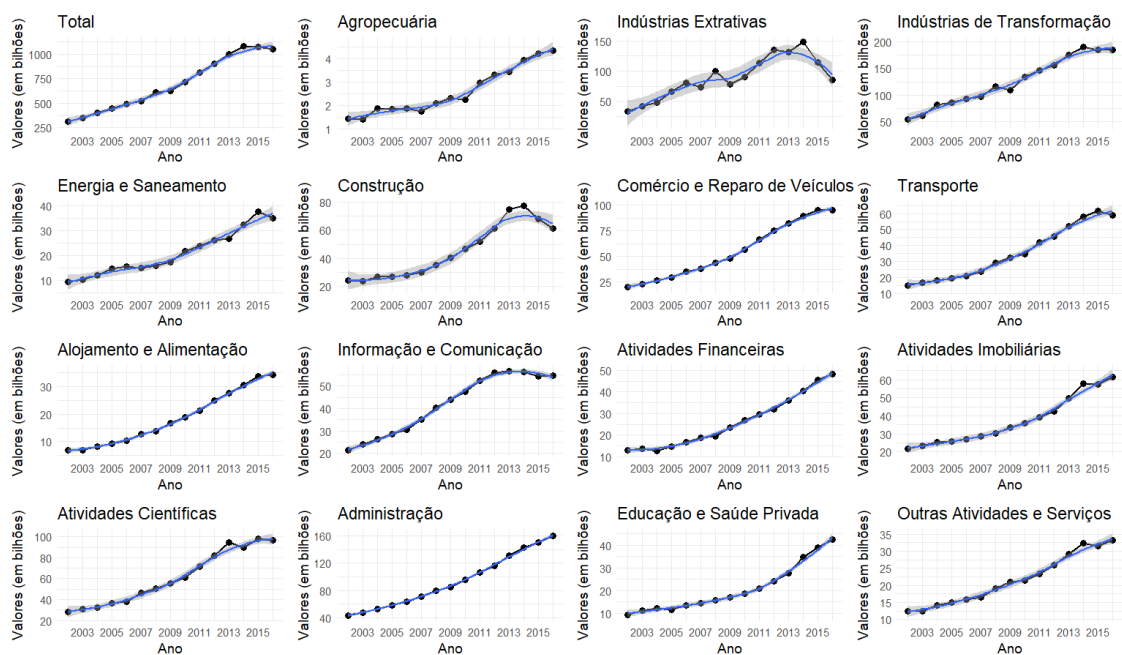 Total
Valores (em bilhões)
1000
750
500
250
2003 2005 2007 2009 2011 2013 2015
Ano
Agropecuária
Valores (em bilhões)
4
3
2
1
2003 2005 2007 2009 2011 2013 2015
Ano
Indústrias Extrativas
Valores (em bilhões)
150
100
50
2003 2005 2007 2009 2011 2013 2015
Ano
Indústrias de Transformação
Valores (em bilhões)
200
150
100
50
2003 2005 2007 2009 2011 2013 2015
Ano
Energia e Saneamento
Valores (em bilhões)
40
30
20
10
2003 2005 2007 2009 2011 2013 2015
Ano
Construção
Valores (em bilhões)
80
60
40
20
2003 2005 2007 2009 2011 2013 2015
Ano
Comércio e Reparo de Veículos
Valores (em bilhões)
100
75
50
25
2003 2005 2007 2009 2011 2013 2015
Ano
Transporte
Valores (em bilhões)
60
50
40
30
20
10
2003 2005 2007 2009 2011 2013 2015
Ano
Alojamento e Alimentação
Valores (em bilhões)
30
20
10
2003 2005 2007 2009 2011 2013 2015
Ano
Informação e Comunicação
Valores (em bilhões)
50
40
30
20
2003 2005 2007 2009 2011 2013 2015
Ano
Atividades Financeiras
Valores (em bilhões)
50
40
30
20
10
2003 2005 2007 2009 2011 2013 2015
Ano
Atividades Imobiliárias
Valores (em bilhões)
60
50
40
30
20
2003 2005 2007 2009 2011 2013 2015
Ano
Atividades Científicas
Valores (em bilhões)
100
80
60
40
20
2003 2005 2007 2009 2011 2013 2015
Ano
Administração
Valores (em bilhões)
160
120
80
40
2003 2005 2007 2009 2011 2013 2015
Ano
Educação e Saúde Privada
Valores (em bilhões)
40
30
20
10
2003 2005 2007 2009 2011 2013 2015
Ano
Outras Atividades e Serviços
Valores (em bilhões)
35
30
25
20
15
10
2003 2005 2007 2009 2011 2013 2015
Ano